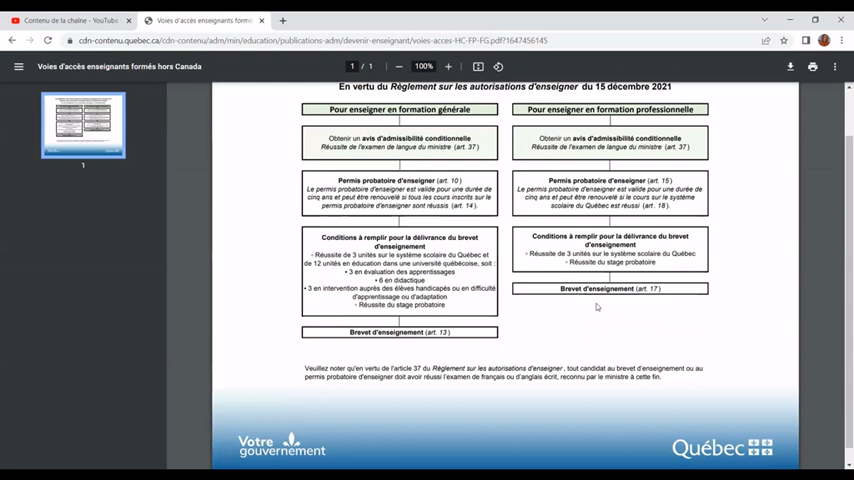 Contenu de la chaîne - YouTube
Voies d'accès enseignants formés
cdn-contenu.quebec.ca/cdn-contenu/adm/min/education/publications-adm/devenir-enseignant/voies-acces-HC-FP-FG.pdf?1647456145
Voies d'accès enseignants formés hors Canada
1 / 1
100%
1
En vertu du Règlement sur les autorisations d'enseigner du 15 décembre 2021
Pour enseigner en formation générale
Obtenir un avis d'admissibilité conditionnelle
Réussite de l'examen de langue du ministre (art. 37)
Permis probatoire d'enseigner (art. 10)
Le permis probatoire d'enseigner est valide pour une durée de
cinq ans et peut être renouvelé si tous les cours inscrits sur le
permis probatoire d'enseigner sont réussis (art. 14).
Conditions à remplir pour la délivrance du brevet
d'enseignement
◦ Réussite de 3 unités sur le système scolaire du Québec et
de 12 unités en éducation dans une université québécoise, soit :
• 3 en évaluation des apprentissages
• 6 en didactique
• 3 en intervention auprès des élèves handicapés ou en difficulté
d'apprentissage ou d'adaptation
◦ Réussite du stage probatoire
Brevet d'enseignement (art. 13)
Pour enseigner en formation professionnelle
Obtenir un avis d'admissibilité conditionnelle
Réussite de l'examen de langue du ministre (art. 37)
Permis probatoire d'enseigner (art. 15)
Le permis probatoire d'enseigner est valide pour une durée de
cinq ans et peut être renouvelé si le cours sur le système
scolaire du Québec est réussi (art. 18).
Conditions à remplir pour la délivrance du brevet
d'enseignement
◦ Réussite de 3 unités sur le système scolaire du Québec
◦ Réussite du stage probatoire
Brevet d'enseignement (art. 17)
Veuillez noter qu'en vertu de l'article 37 du Règlement sur les autorisations d'enseigner, tout candidat au brevet d'enseignement ou au
permis probatoire d'enseigner doit avoir réussi l'examen de français ou d'anglais écrit, reconnu par le ministre à cette fin.
Votre
gouvernement
Québec